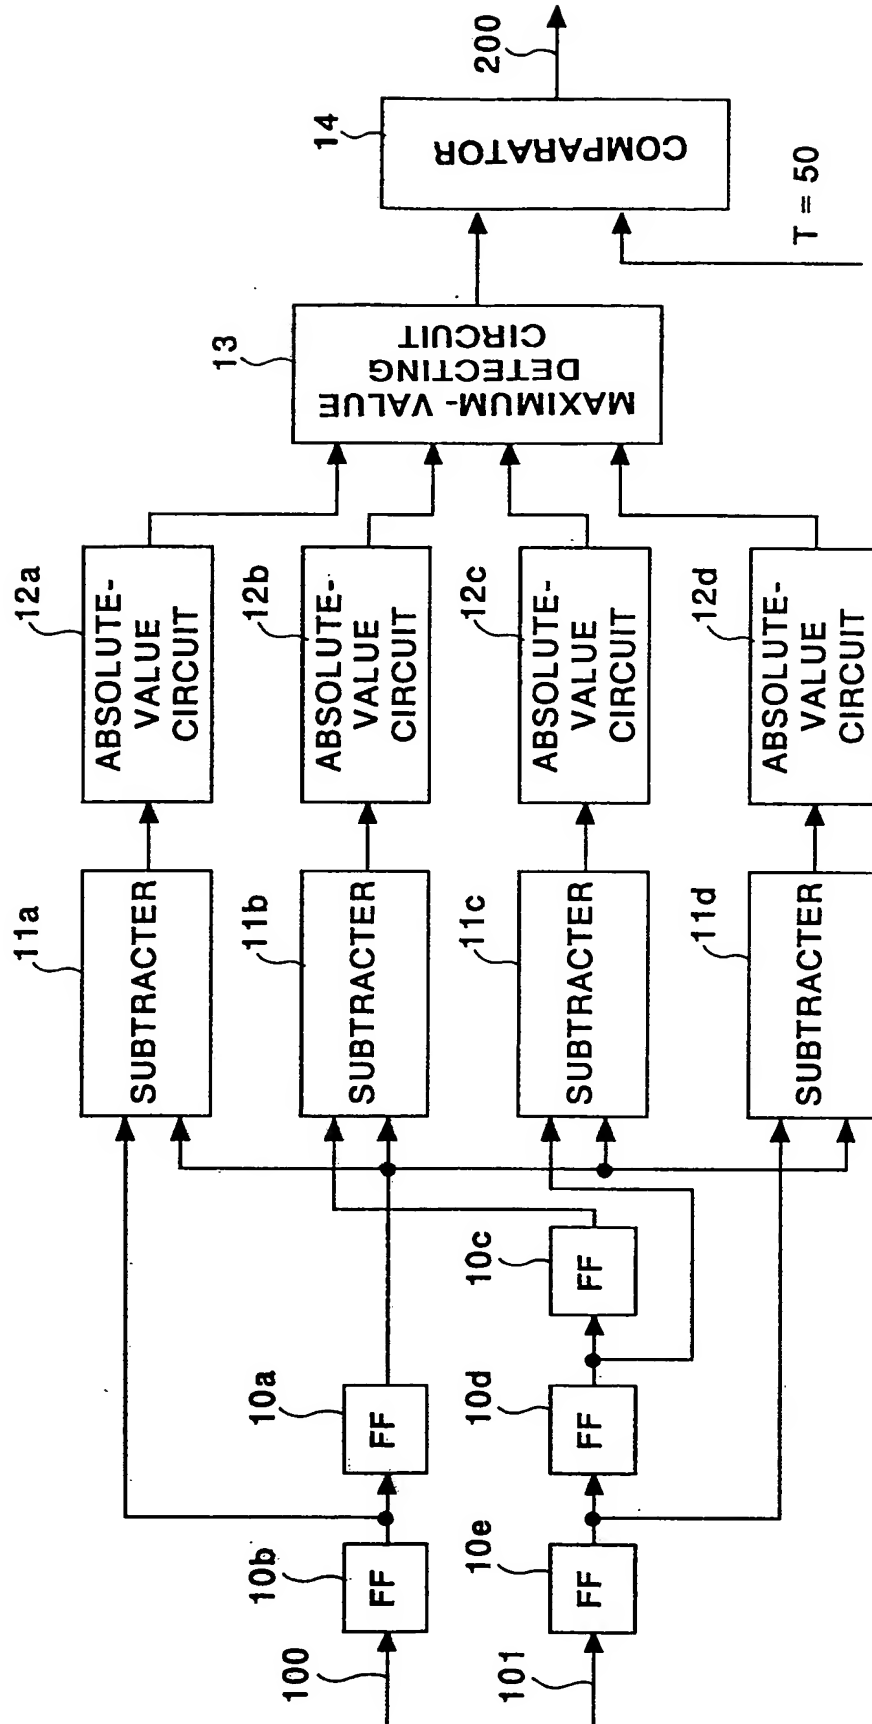 100
101
10b
FF
10e
FF
10a
FF
10d
FF
10c
FF
11a
SUBTRACTER
11b
SUBTRACTER
11c
SUBTRACTER
11d
SUBTRACTER
12a
ABSOLUTE-
VALUE
CIRCUIT
12b
ABSOLUTE-
VALUE
CIRCUIT
12c
ABSOLUTE-
VALUE
CIRCUIT
12d
ABSOLUTE-
VALUE
CIRCUIT
13
MAXIMUM-VALUE
DETECTING
CIRCUIT
14
COMPARATOR
T = 50
200